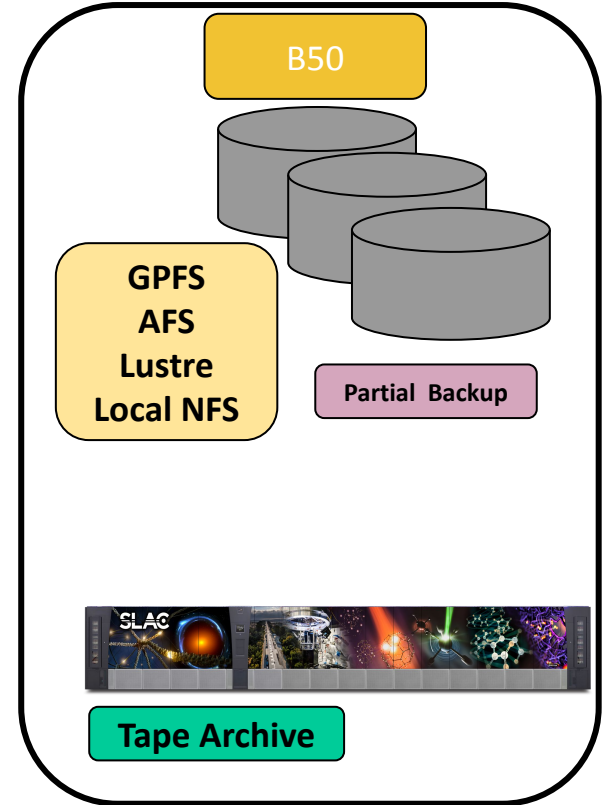 B50
GPFS
AFS
Lustre
Local NFS
Partial Backup
SLAC
Tape Archive